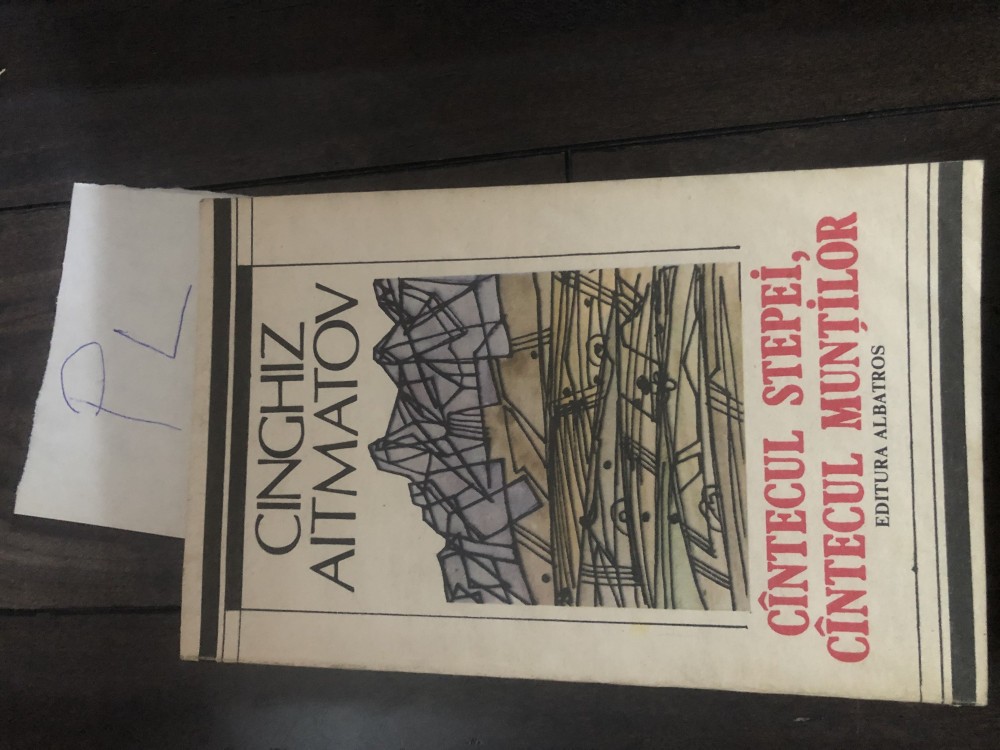 PL
CINGHIZ
AITMATOV
CÎNTECUL STEPEI,
CÎNTECUL MUNȚILOR
EDITURA ALBATROS